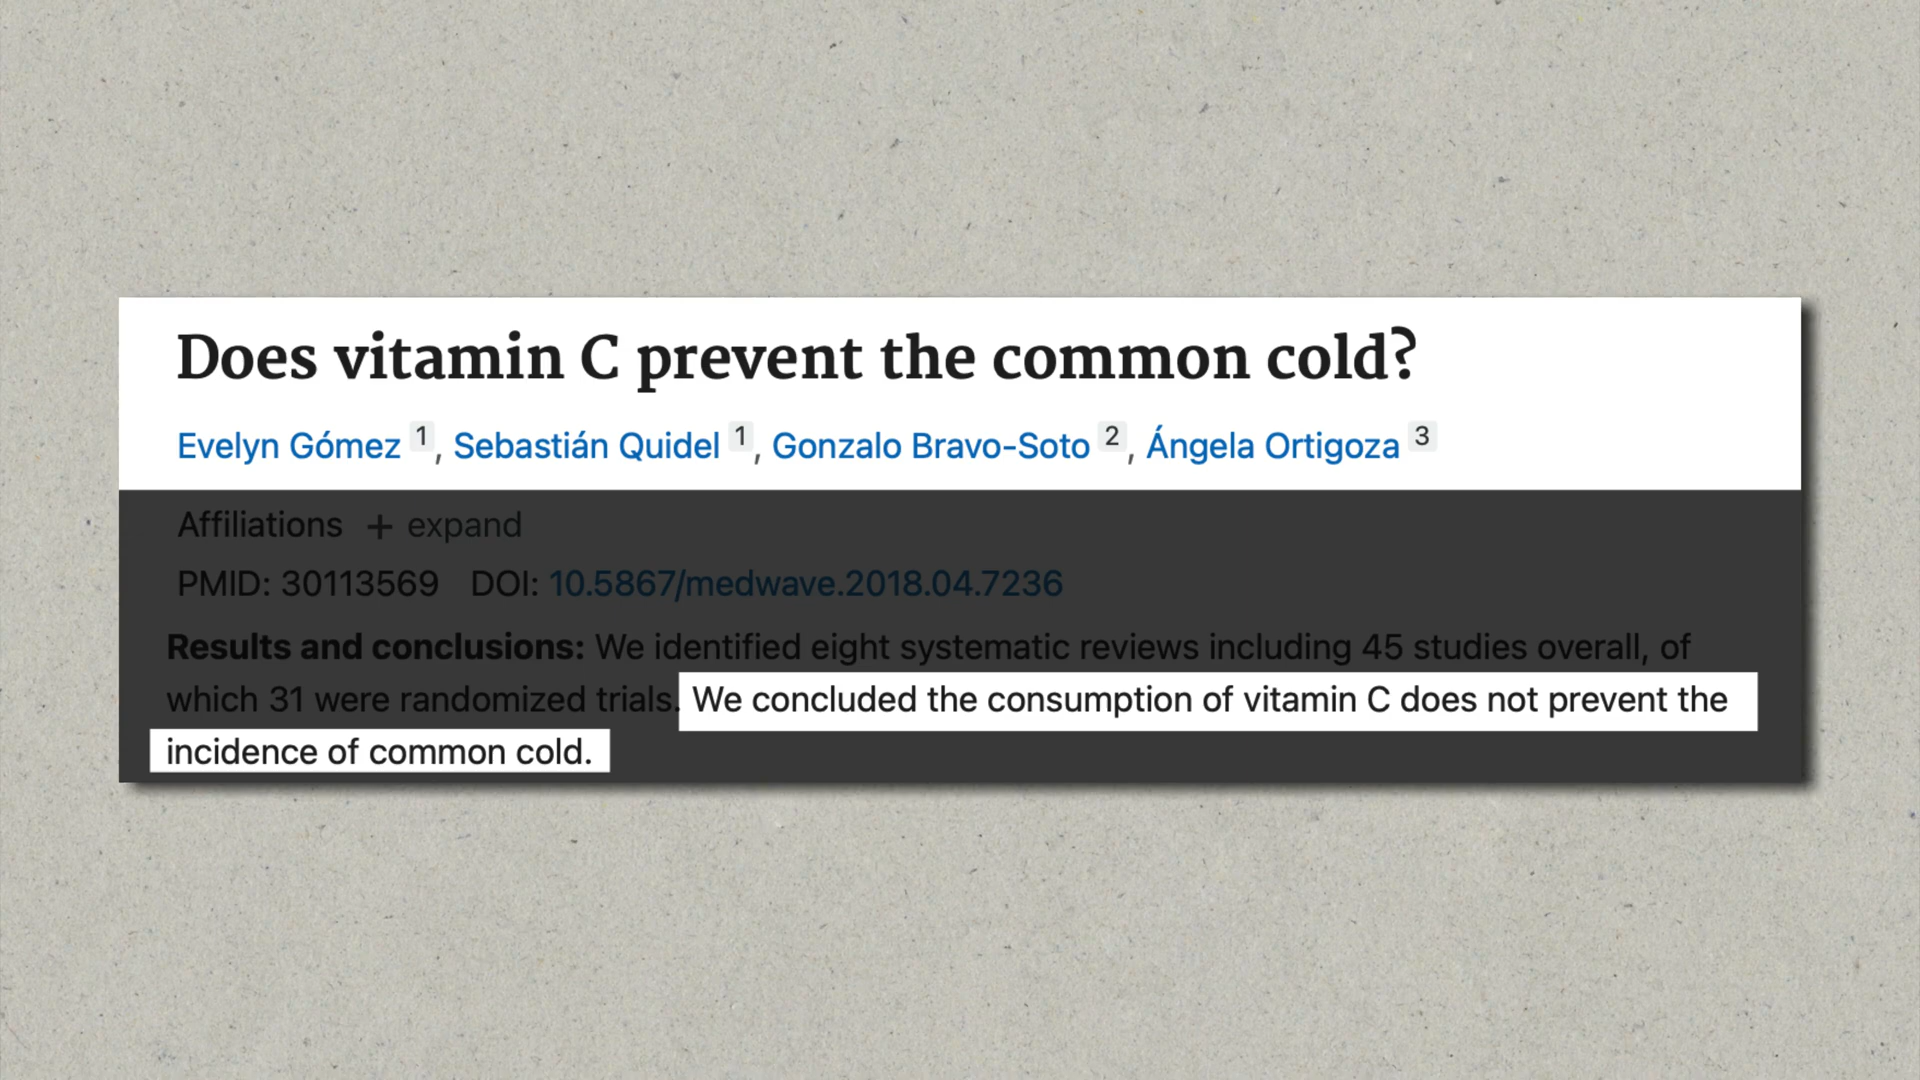 Does vitamin C prevent the common cold?
Evelyn Gómez 1, Sebastián Quidel 1, Gonzalo Bravo-Soto 2, Ángela Ortigoza 3
Affiliations + expand
PMID: 30113569 DOI: 10.5867/medwave.2018.04.7236
Results and conclusions: We identified eight systematic reviews including 45 studies overall, of
which 31 were randomized trials. We concluded the consumption of vitamin C does not prevent the
incidence of common cold.